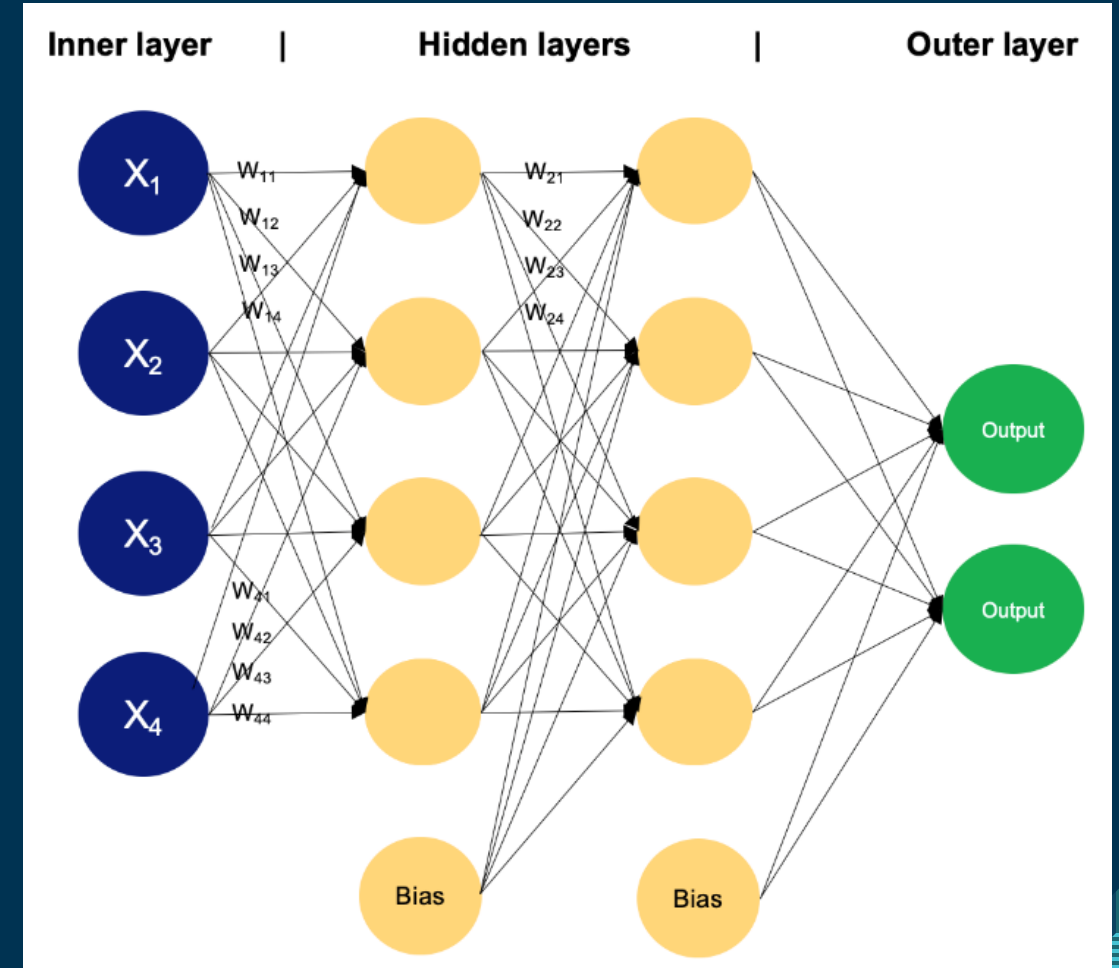 Inner layer | Hidden layers | Outer layer
X₁
W₁₁
W₁₂
W₁₃
W₁₄
W₂₁
W₂₂
W₂₃
W₂₄
X₂
X₃
Output
Output
W₄₁
W₄₂
W₄₃
W₄₄
X₄
Bias
Bias